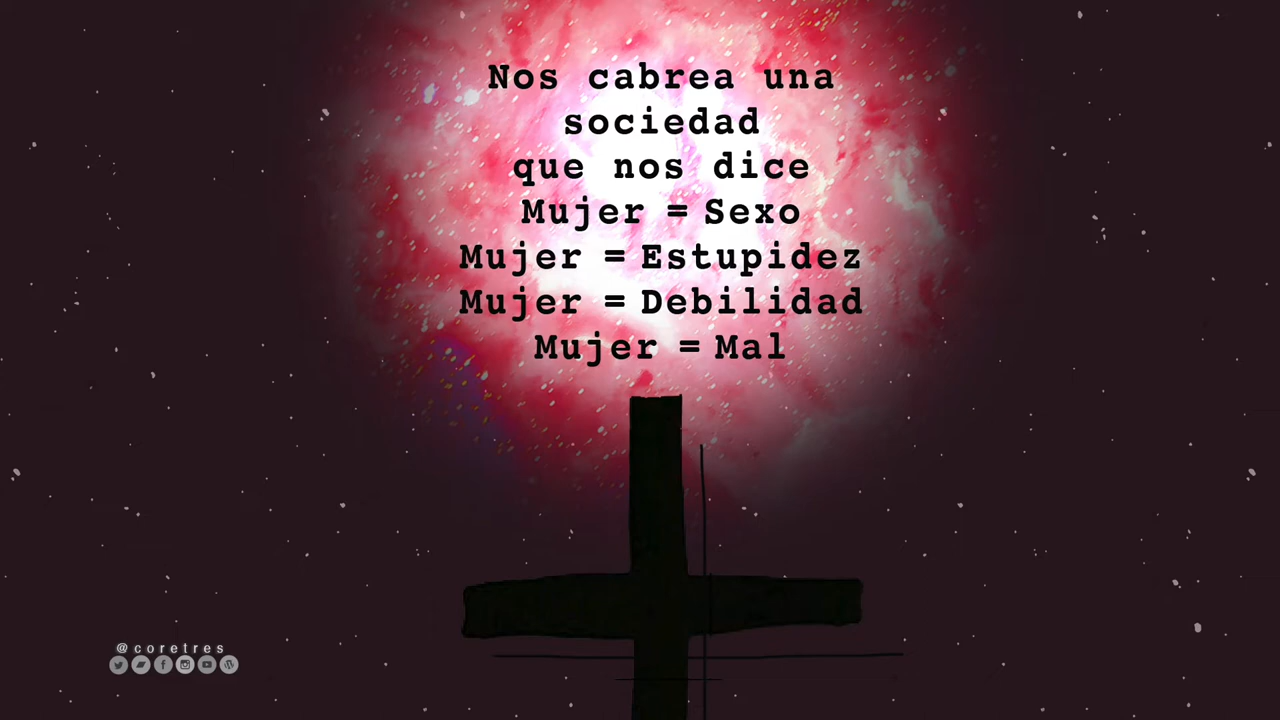 Nos cabrea una
sociedad
que nos dice
Mujer = Sexo
Mujer = Estupidez
Mujer = Debilidad
Mujer = Mal
@coretres